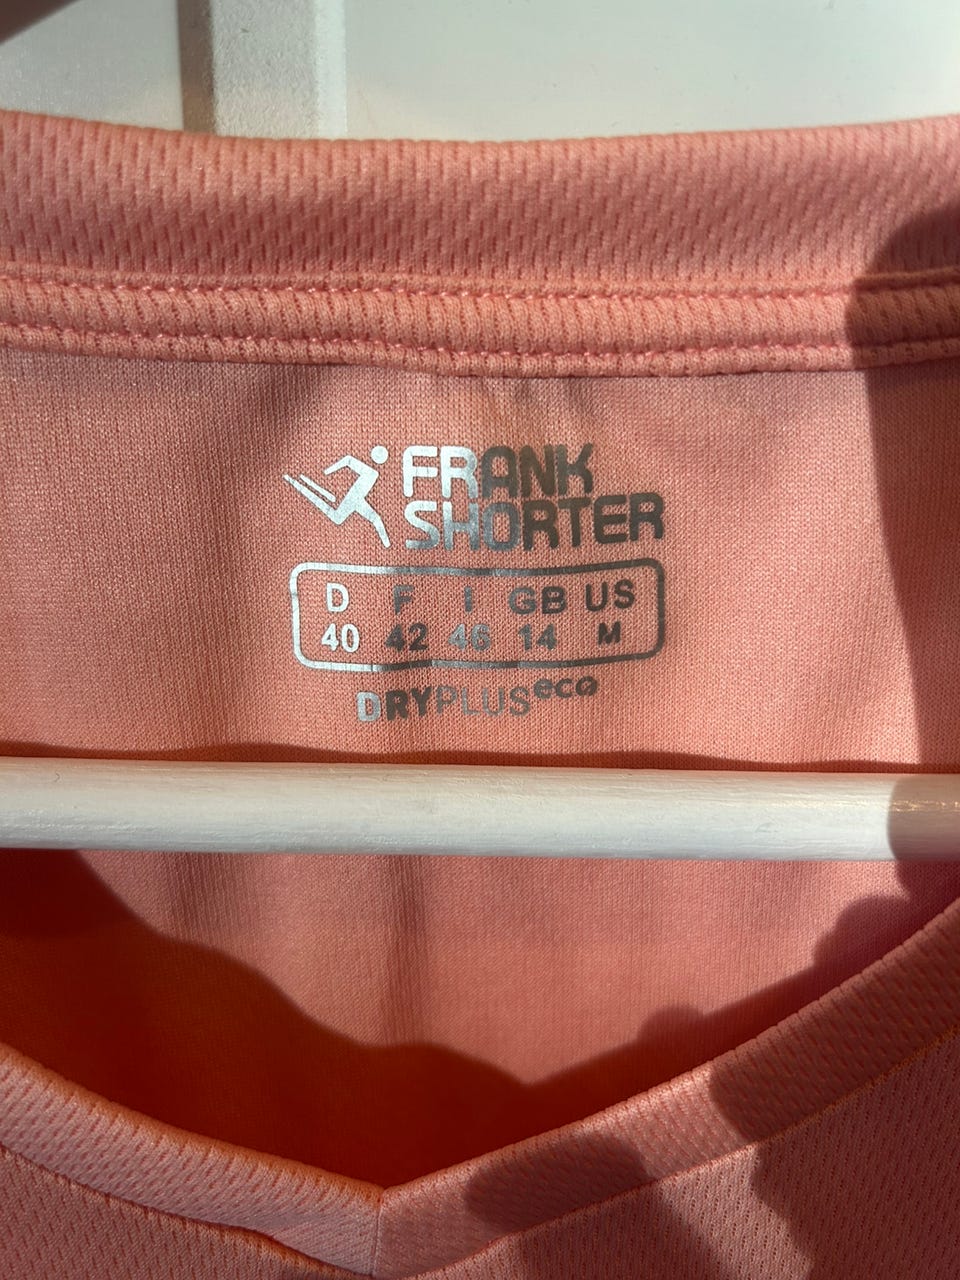 FRANK
SHORTER
D F I GB US
40 42 46 14 M
DRYPLUSeco